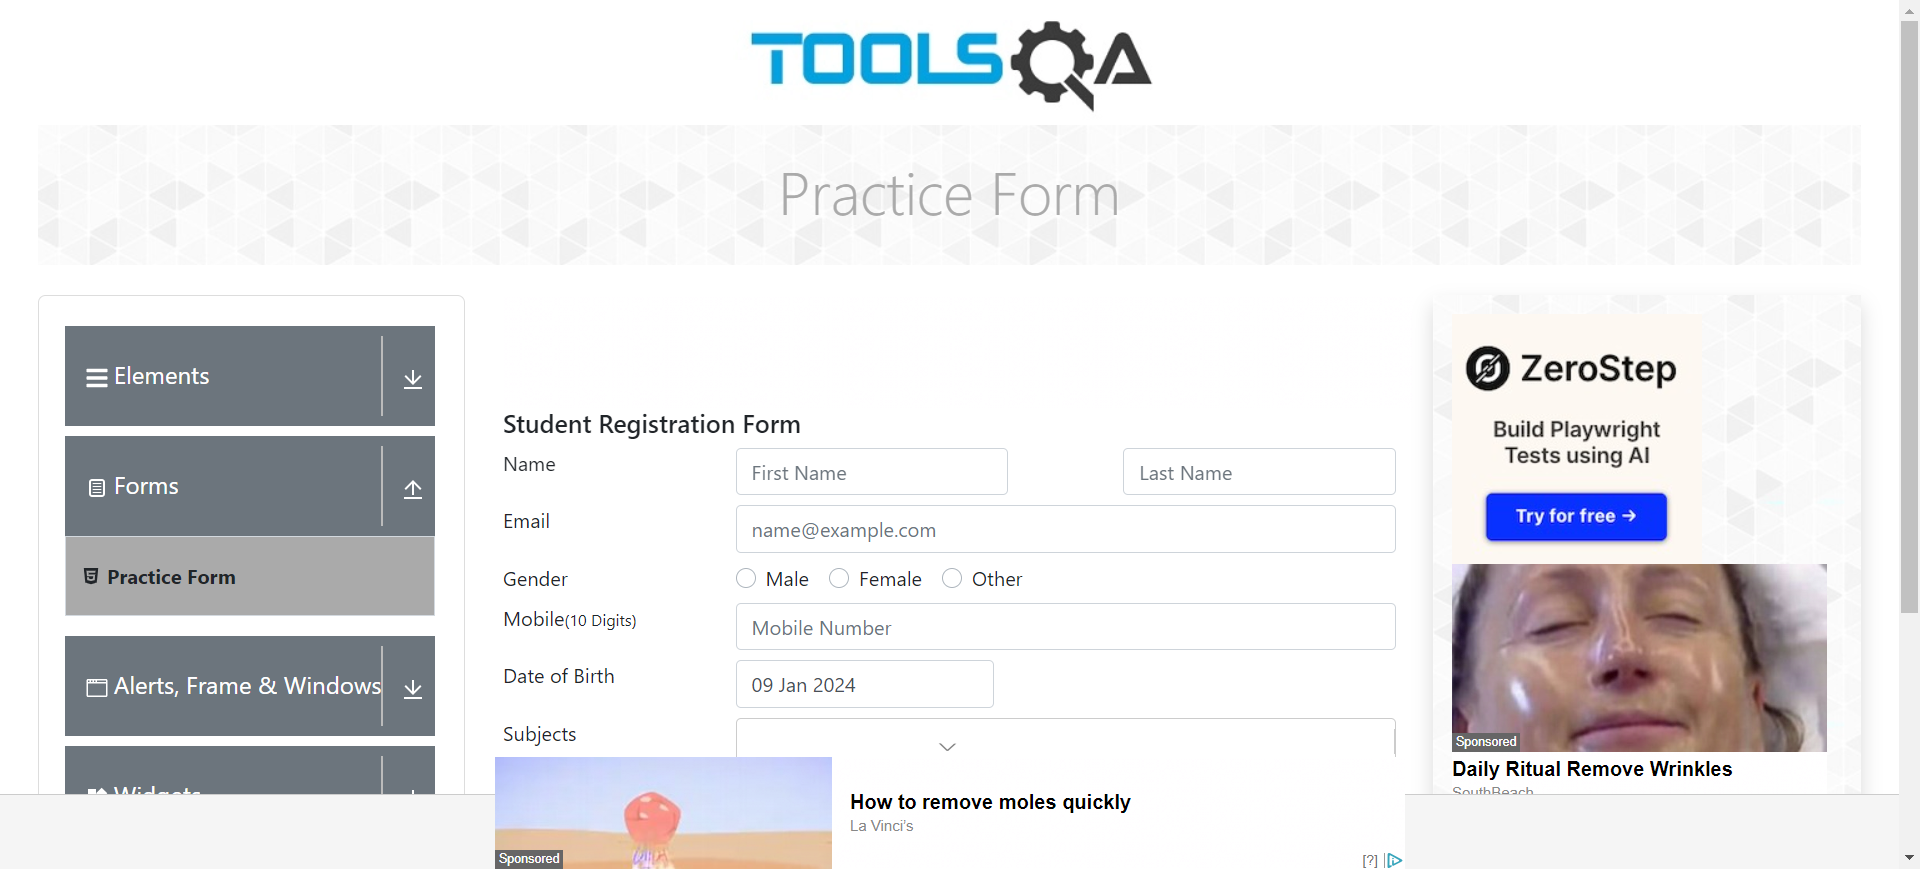 TOOLSQA
Practice Form
Elements
Forms
Practice Form
Alerts, Frame & Windows
Widgets
Student Registration Form
Name
First Name
Last Name
Email
name@example.com
Gender
Male
Female
Other
Mobile(10 Digits)
Mobile Number
Date of Birth
09 Jan 2024
Subjects
ZeroStep
Build Playwright
Tests using AI
Try for free →
Sponsored
Daily Ritual Remove Wrinkles
SouthBeach
Sponsored
How to remove moles quickly
La Vinci's
[?]